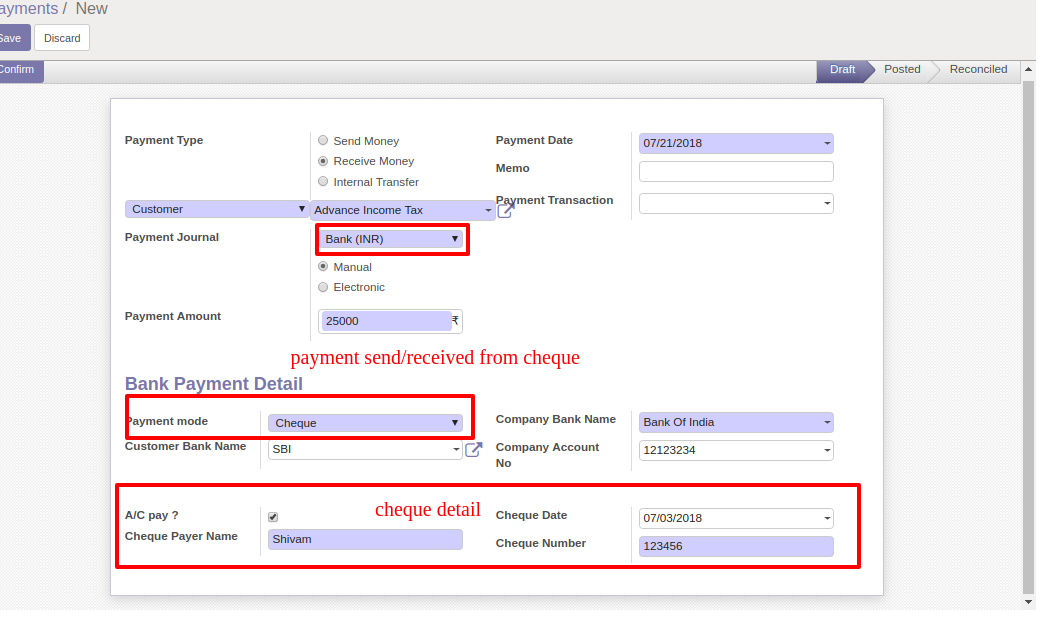 ayments / New
Save
Discard
Confirm
Draft
Posted
Reconciled
Payment Type
Send Money
Receive Money
Internal Transfer
Payment Date
07/21/2018
Memo
Payment Transaction
Customer
Advance Income Tax
Payment Journal
Bank (INR)
Manual
Electronic
Payment Amount
25000 ₹
payment send/received from cheque
Bank Payment Detail
Payment mode
Cheque
Company Bank Name
Bank Of India
Customer Bank Name
SBI
Company Account
No
12123234
A/C pay ?
cheque detail
Cheque Date
07/03/2018
Cheque Payer Name
Shivam
Cheque Number
123456